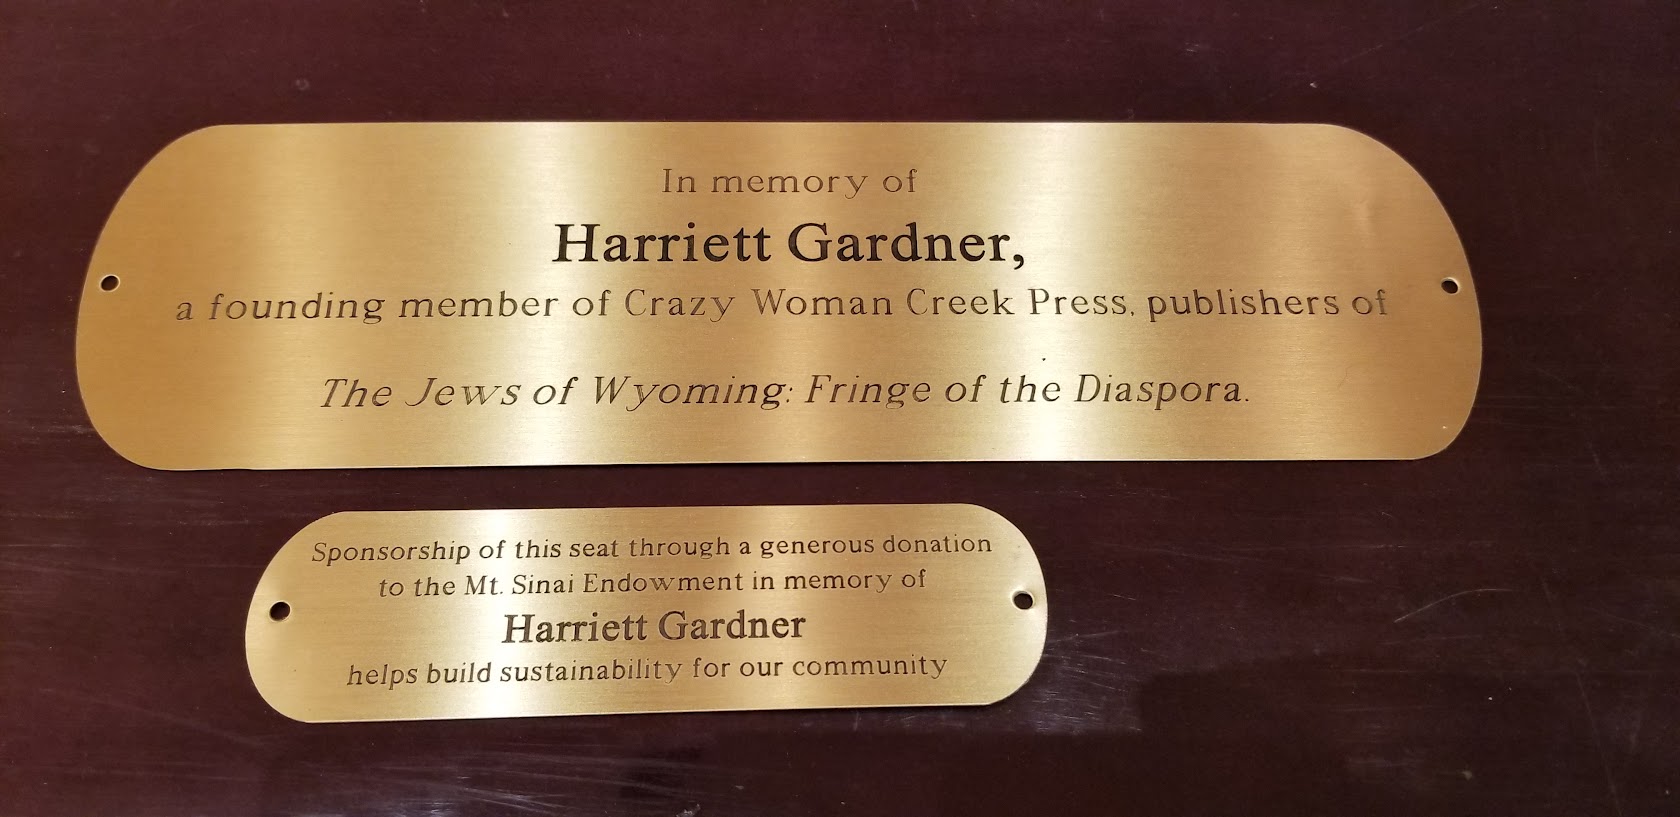 In memory of
Harriett Gardner,
a founding member of Crazy Woman Creek Press, publishers of
The Jews of Wyoming: Fringe of the Diaspora.
Sponsorship of this seat through a generous donation
to the Mt. Sinai Endowment in memory of
Harriett Gardner
helps build sustainability for our community